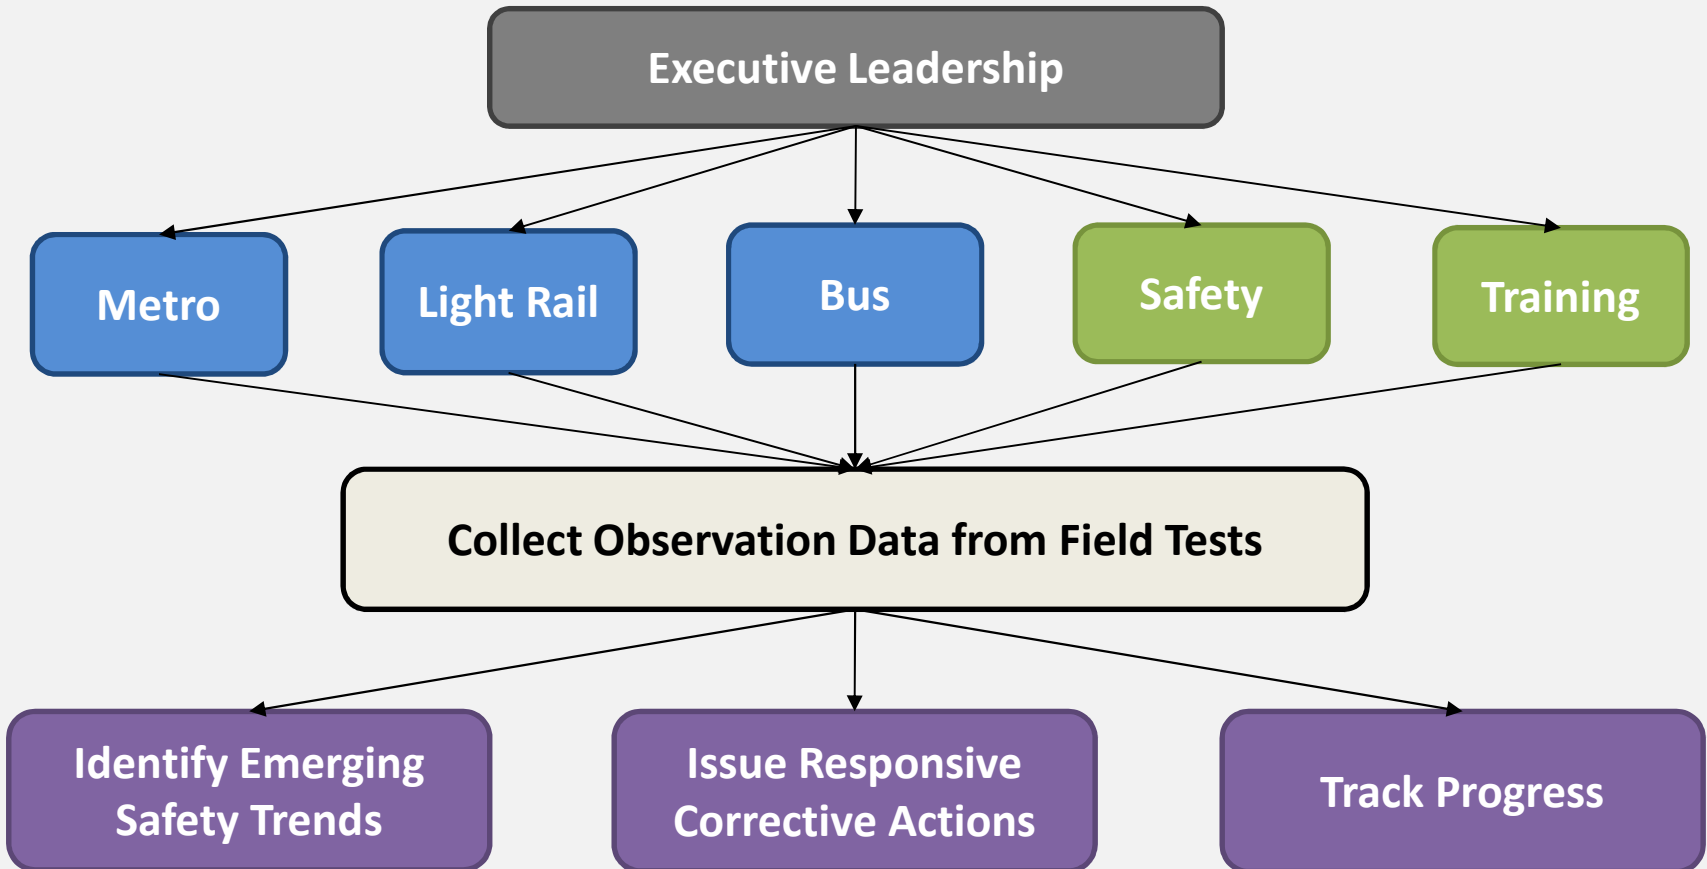 Executive Leadership
Metro
Light Rail
Bus
Safety
Training
Collect Observation Data from Field Tests
Identify Emerging
Safety Trends
Issue Responsive
Corrective Actions
Track Progress